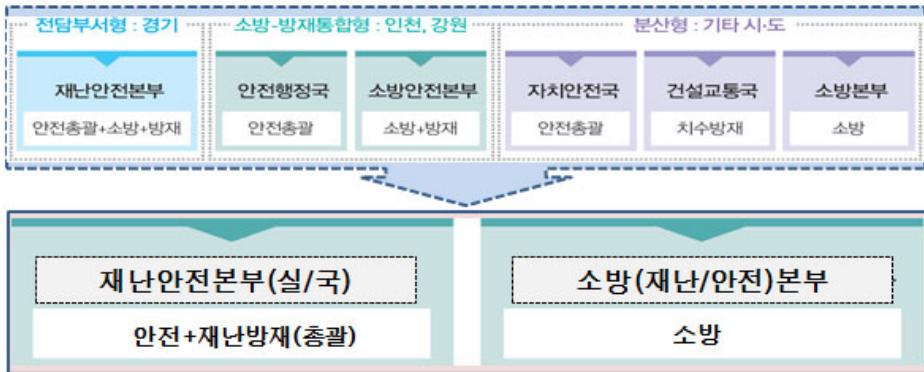 전담부서형 : 경기
소방-방재통합형 : 인천, 강원
분산형 : 기타 시·도
재난안전본부
안전행정국
소방안전본부
자치안전국
건설교통국
소방본부
안전총괄+소방+방재
안전총괄
소방+방재
안전총괄
치수방재
소방
재난안전본부(실/국)
소방(재난/안전)본부
안전+재난방재(총괄)
소방